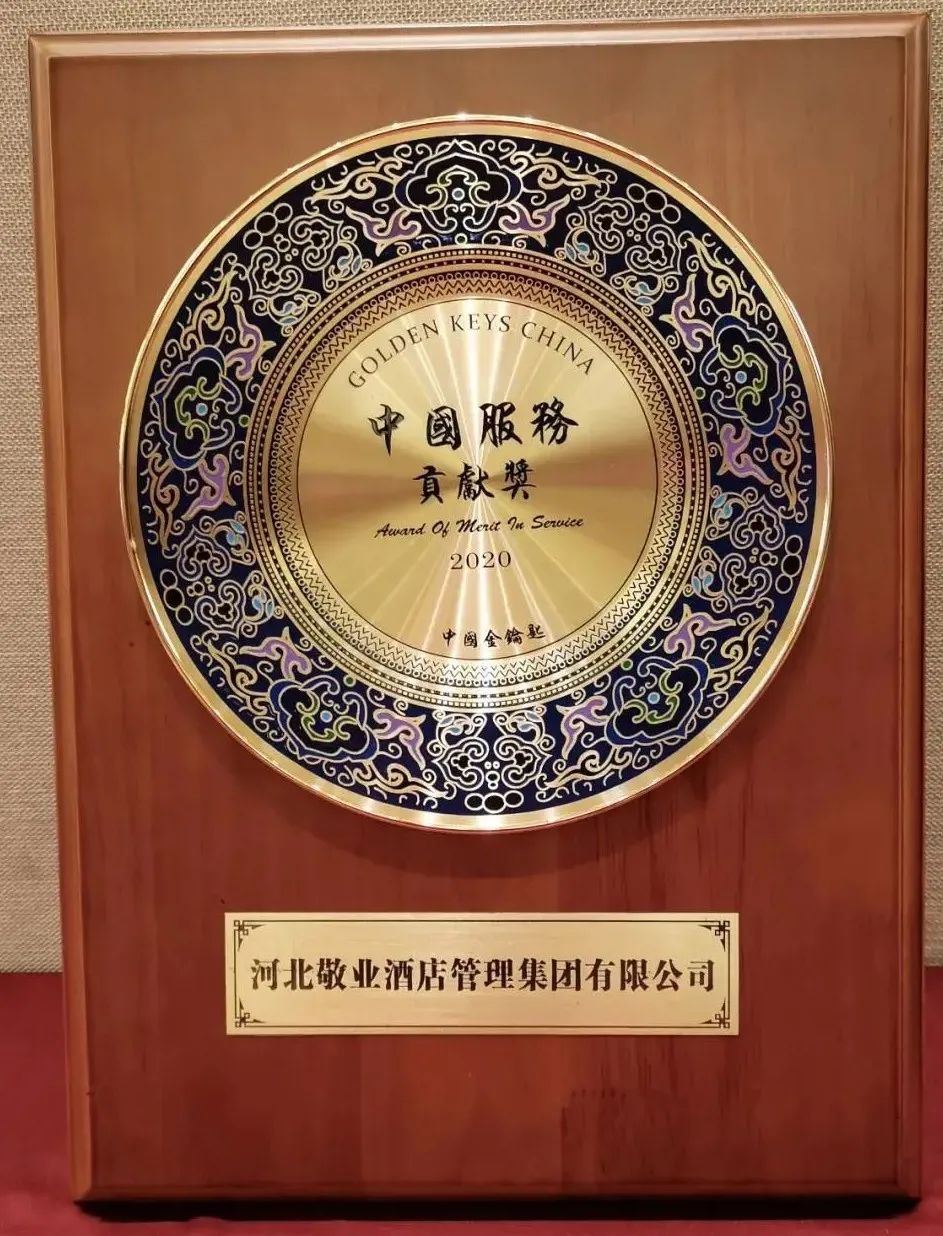 GOLDEN KEYS CHINA
中國服務
貢獻獎
Award Of Merit In Service
2020
中國金鑰匙
河北敬业酒店管理集团有限公司